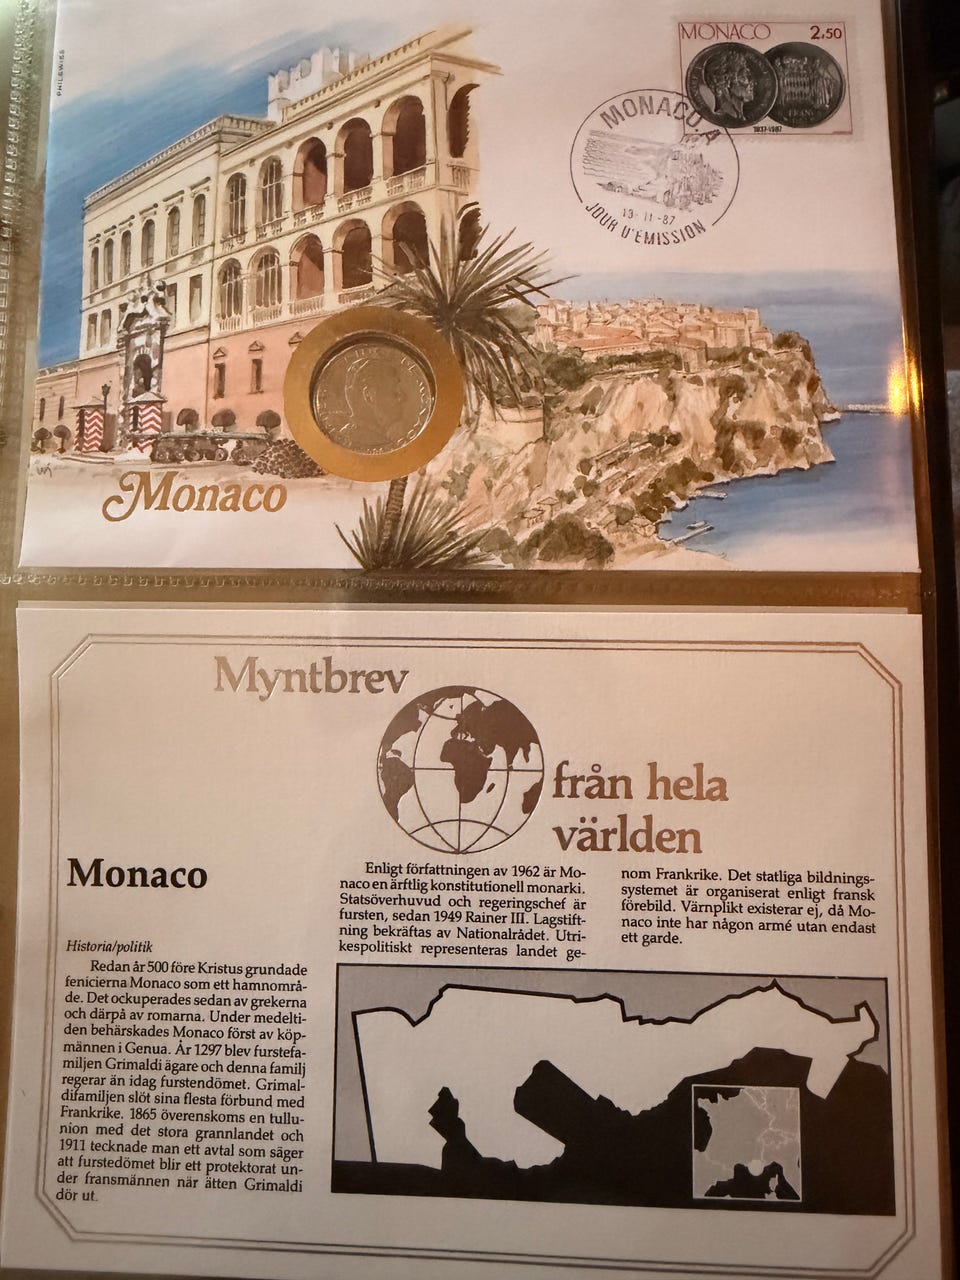 PHILSWISS
MONACO 2,50
1837-1987
MONACO.A
13-11-87
JOUR D'ÉMISSION
Monaco
Myntbrev
från hela
världen
Monaco
Historia/politik
Redan år 500 före Kristus grundade
fenicierna Monaco som ett hamnområ-
de. Det ockuperades sedan av grekerna
och därpå av romarna. Under medelti-
den behärskades Monaco först av köp-
männen i Genua. År 1297 blev furstefa-
miljen Grimaldi ägare och denna familj
regerar än idag furstendömet. Grimal-
difamiljen slöt sina flesta förbund med
Frankrike. 1865 överenskoms en tullu-
nion med det stora grannlandet och
1911 tecknade man ett avtal som säger
att furstedömet blir ett protektorat un-
der fransmännen när ätten Grimaldi
dör ut.
Enligt författningen av 1962 är Mo-
naco en ärftlig konstitutionell monarki.
Statsöverhuvud och regeringschef är
fursten, sedan 1949 Rainer III. Lagstift-
ning bekräftas av Nationalrådet. Utri-
kespolitiskt representeras landet ge-
nom Frankrike. Det statliga bildnings-
systemet är organiserat enligt fransk
förebild. Värnplikt existerar ej, då Mo-
naco inte har någon armé utan endast
ett garde.